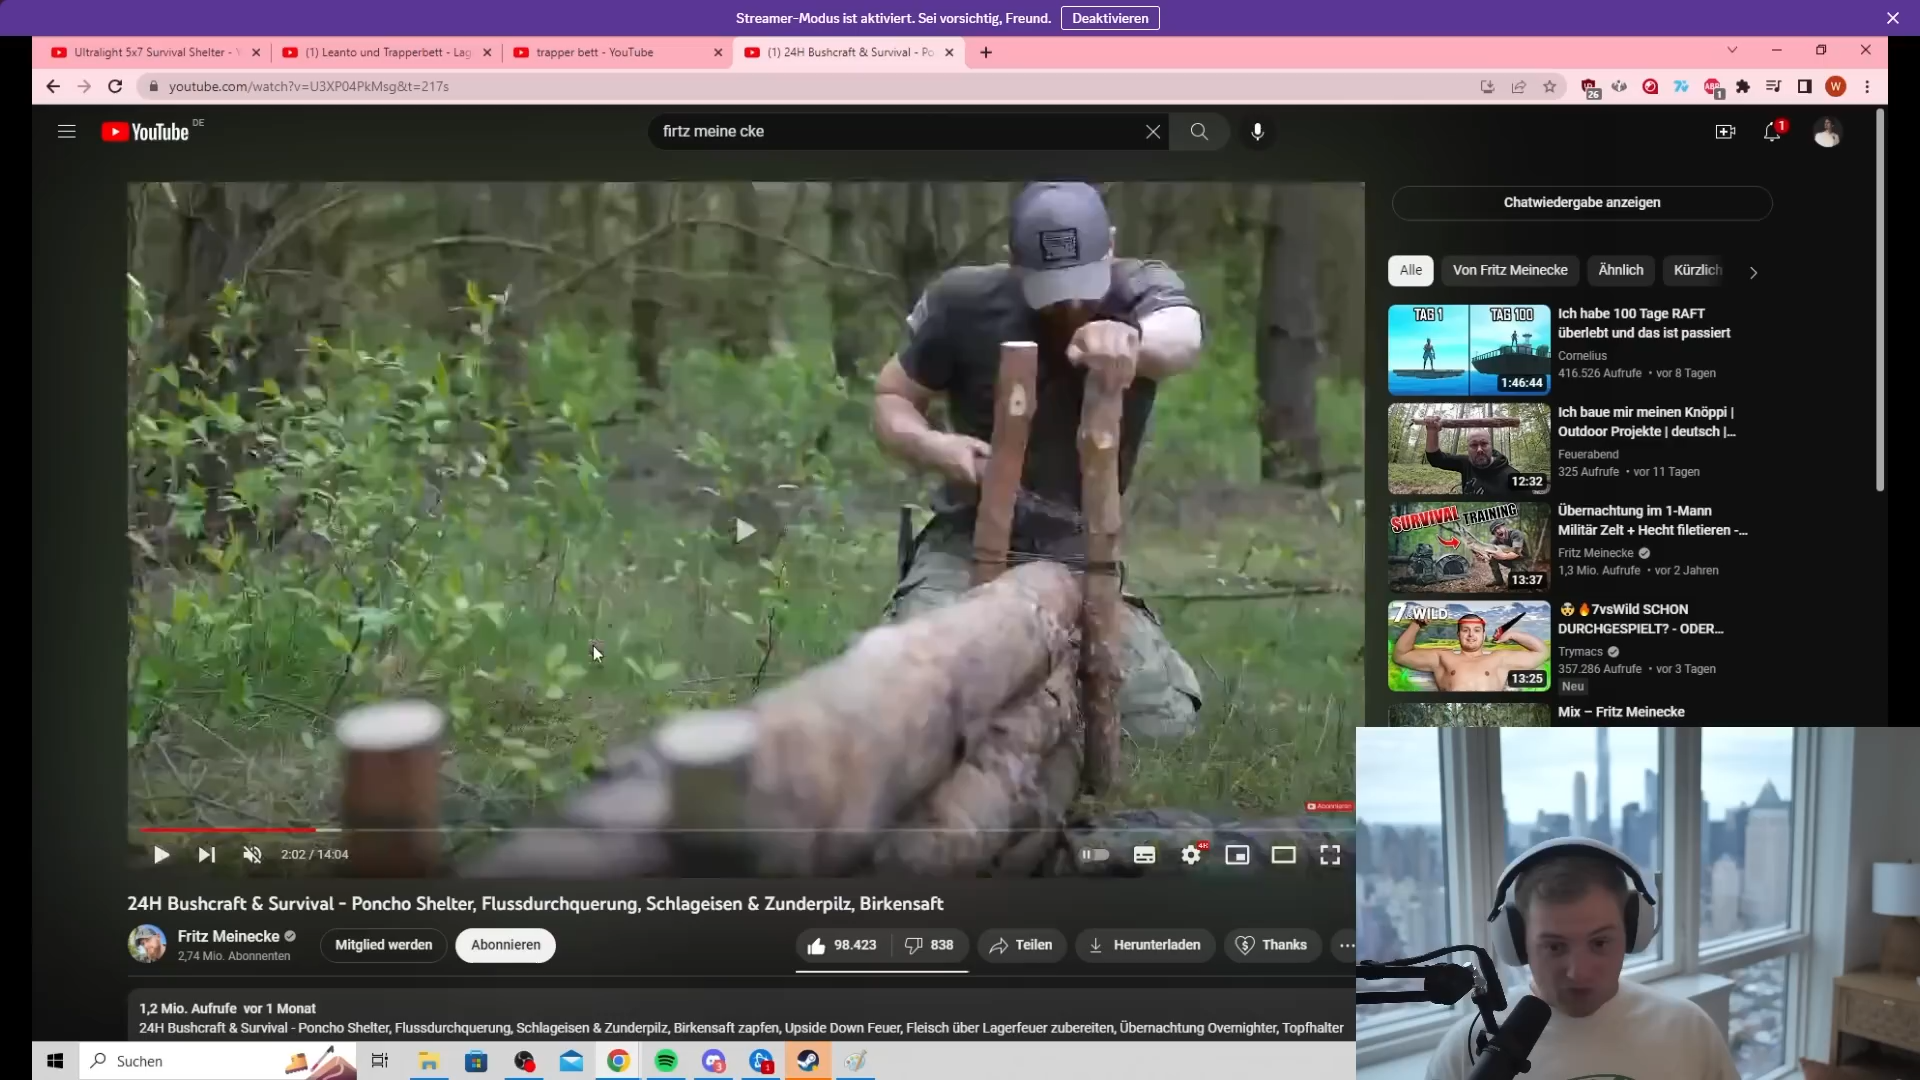 Streamer-Modus ist aktiviert. Sei vorsichtig, Freund. Deaktivieren
Ultralight 5x7 Survival Shelter - Y
(1) Leanto und Trapperbett - Lag
trapper bett - YouTube
(1) 24H Bushcraft & Survival - Po
youtube.com/watch?v=U3XP04PkMsg&t=217s
26
1
W
YouTube DE
firtz meine cke
1
Chatwiedergabe anzeigen
Alle
Von Fritz Meinecke
Ähnlich
Kürzlich
TAG 1
TAG 100
1:46:44
Ich habe 100 Tage RAFT
überlebt und das ist passiert
Cornelius
416.526 Aufrufe • vor 8 Tagen
12:32
Ich baue mir meinen Knöppi |
Outdoor Projekte | deutsch |...
Feuerabend
325 Aufrufe • vor 11 Tagen
SURVIVAL TRAINING
13:37
Übernachtung im 1-Mann
Militär Zelt + Hecht filetieren -...
Fritz Meinecke
1,3 Mio. Aufrufe • vor 2 Jahren
7 WILD
13:25
7vsWild SCHON
DURCHGESPIELT? - ODER...
Trymacs
357.286 Aufrufe • vor 3 Tagen
Neu
Mix – Fritz Meinecke
Abonnieren
2:02 / 14:04
4K
24H Bushcraft & Survival - Poncho Shelter, Flussdurchquerung, Schlageisen & Zunderpilz, Birkensaft
Fritz Meinecke
2,74 Mio. Abonnenten
Mitglied werden
Abonnieren
98.423
838
Teilen
Herunterladen
Thanks
1,2 Mio. Aufrufe vor 1 Monat
24H Bushcraft & Survival - Poncho Shelter, Flussdurchquerung, Schlageisen & Zunderpilz, Birkensaft zapfen, Upside Down Feuer, Fleisch über Lagerfeuer zubereiten, Übernachtung Overnighter, Topfhalter
Suchen
3
1